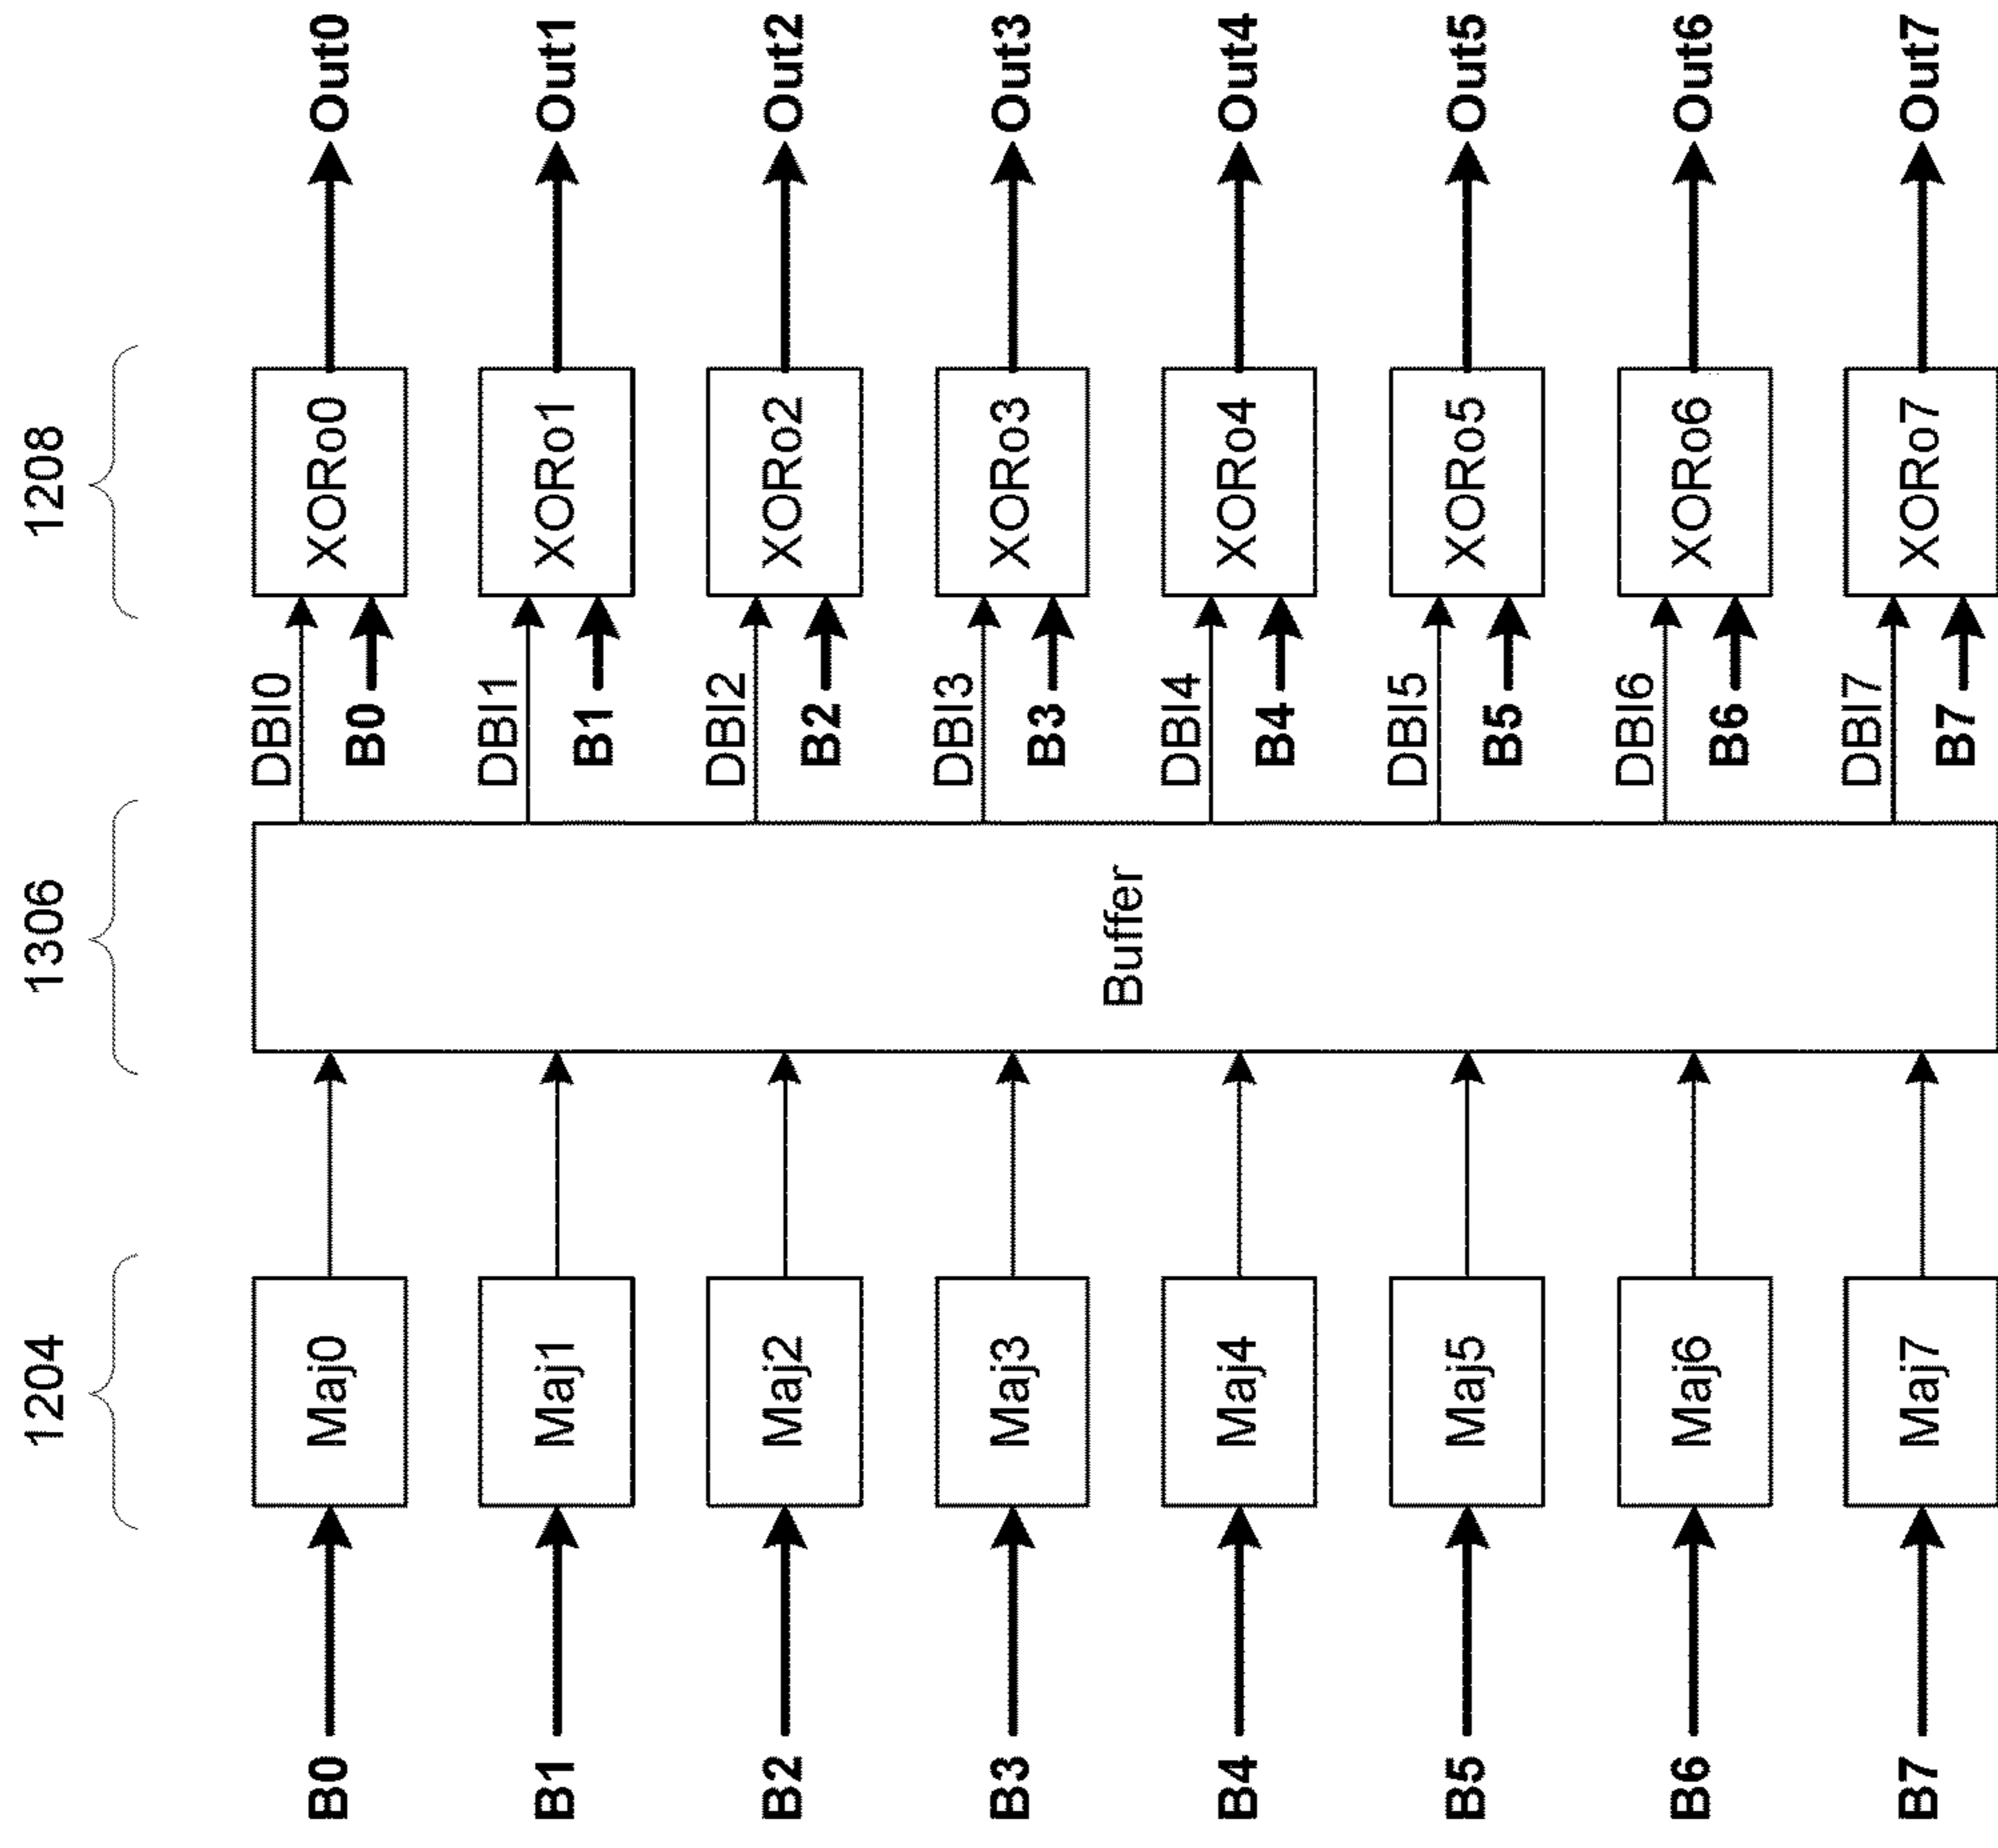 1204
1306
1208
B0
Maj0
DBI0
B0
XORo0
Out0
B1
Maj1
DBI1
B1
XORo1
Out1
B2
Maj2
DBI2
B2
XORo2
Out2
B3
Maj3
DBI3
B3
XORo3
Out3
Buffer
B4
Maj4
DBI4
B4
XORo4
Out4
B5
Maj5
DBI5
B5
XORo5
Out5
B6
Maj6
DBI6
B6
XORo6
Out6
B7
Maj7
DBI7
B7
XORo7
Out7